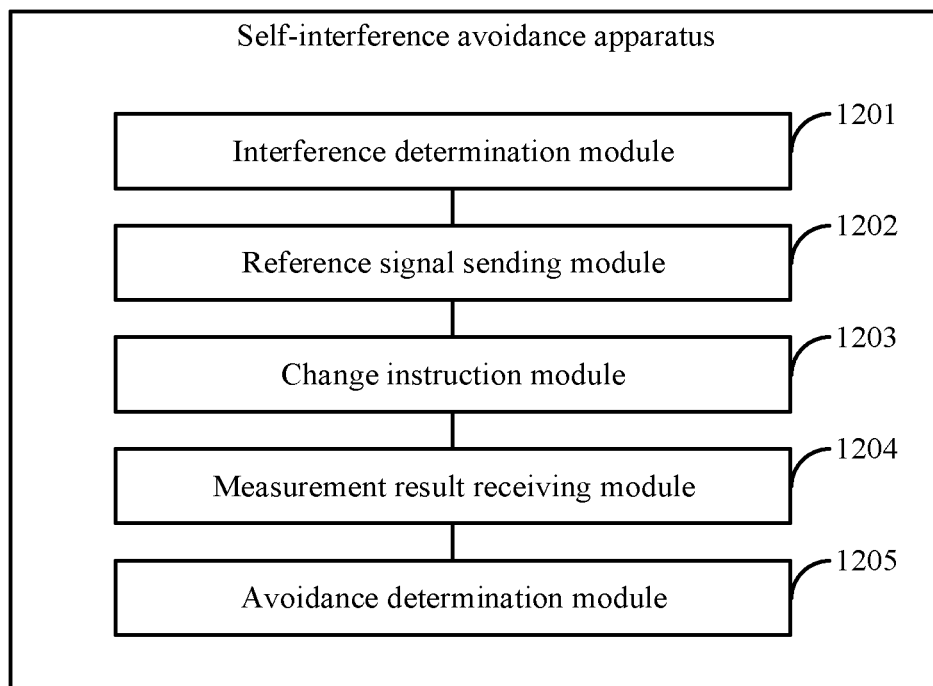 Self-interference avoidance apparatus
1201
Interference determination module
1202
Reference signal sending module
1203
Change instruction module
1204
Measurement result receiving module
1205
Avoidance determination module